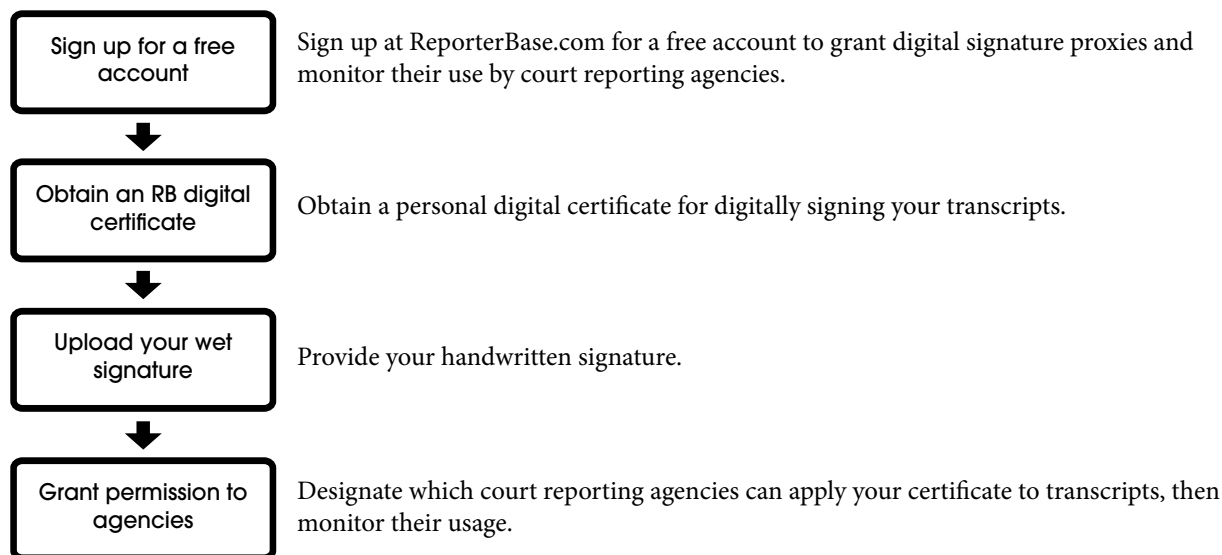 Sign up for a free
account
Sign up at ReporterBase.com for a free account to grant digital signature proxies and
monitor their use by court reporting agencies.
Obtain an RB digital
certificate
Obtain a personal digital certificate for digitally signing your transcripts.
Upload your wet
signature
Provide your handwritten signature.
Grant permission to
agencies
Designate which court reporting agencies can apply your certificate to transcripts, then
monitor their usage.